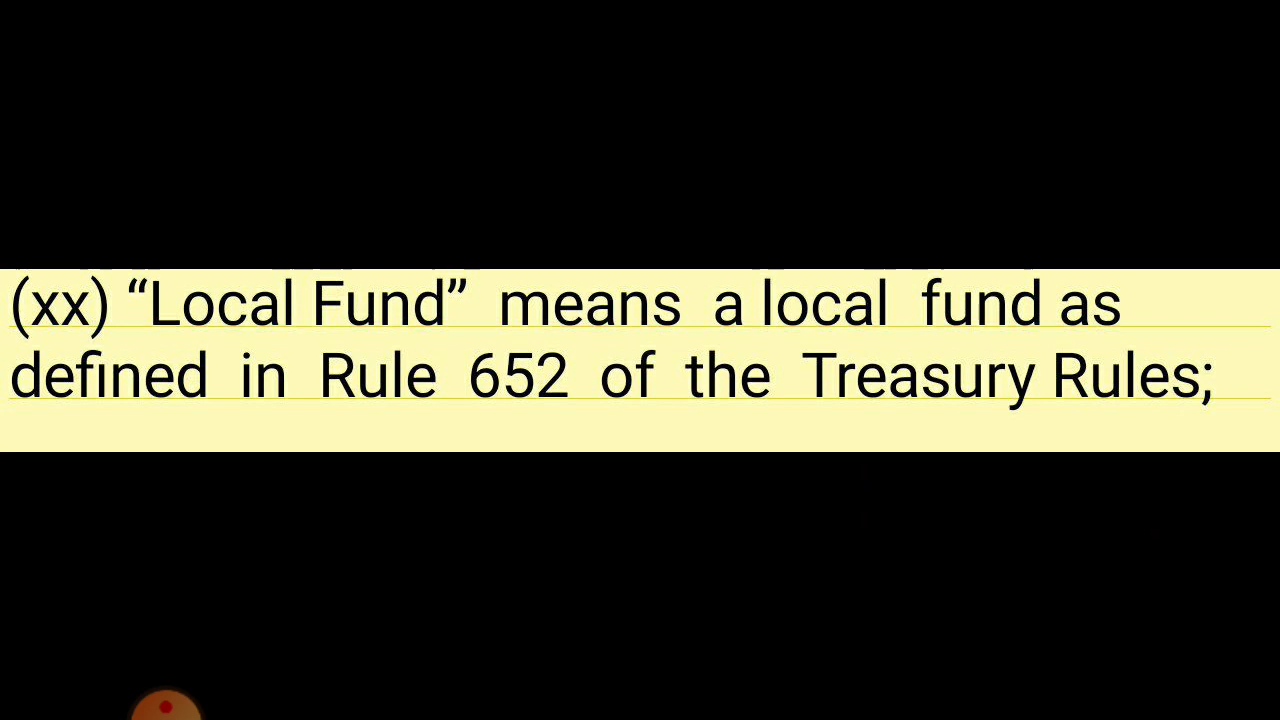 (xx) “Local Fund” means a local fund as
defined in Rule 652 of the Treasury Rules;